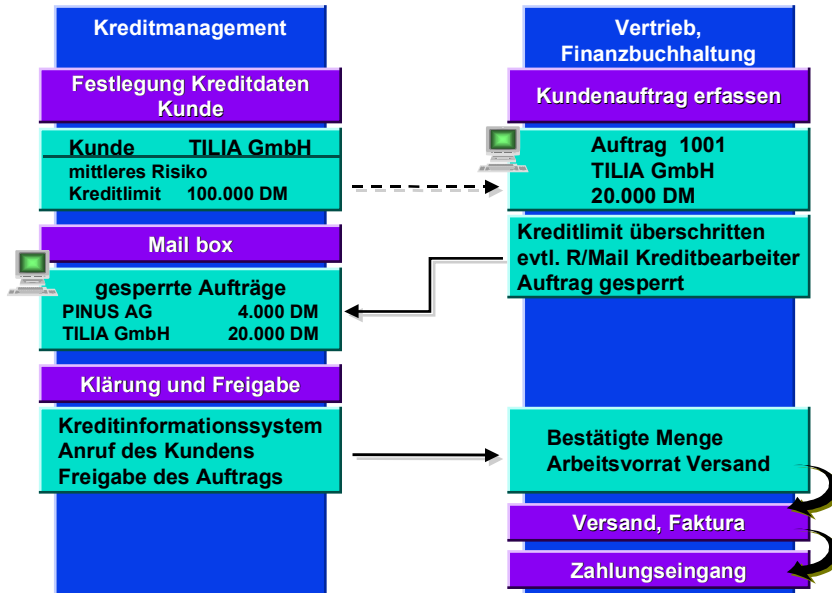 Kreditmanagement
Festlegung Kreditdaten
Kunde
Kunde TILIA GmbH
mittleres Risiko
Kreditlimit 100.000 DM
Mail box
gesperrte Aufträge
PINUS AG 4.000 DM
TILIA GmbH 20.000 DM
Klärung und Freigabe
Kreditinformationssystem
Anruf des Kundens
Freigabe des Auftrags
Vertrieb,
Finanzbuchhaltung
Kundenauftrag erfassen
Auftrag 1001
TILIA GmbH
20.000 DM
Kreditlimit überschritten
evtl. R/Mail Kreditbearbeiter
Auftrag gesperrt
Bestätigte Menge
Arbeitsvorrat Versand
Versand, Faktura
Zahlungseingang